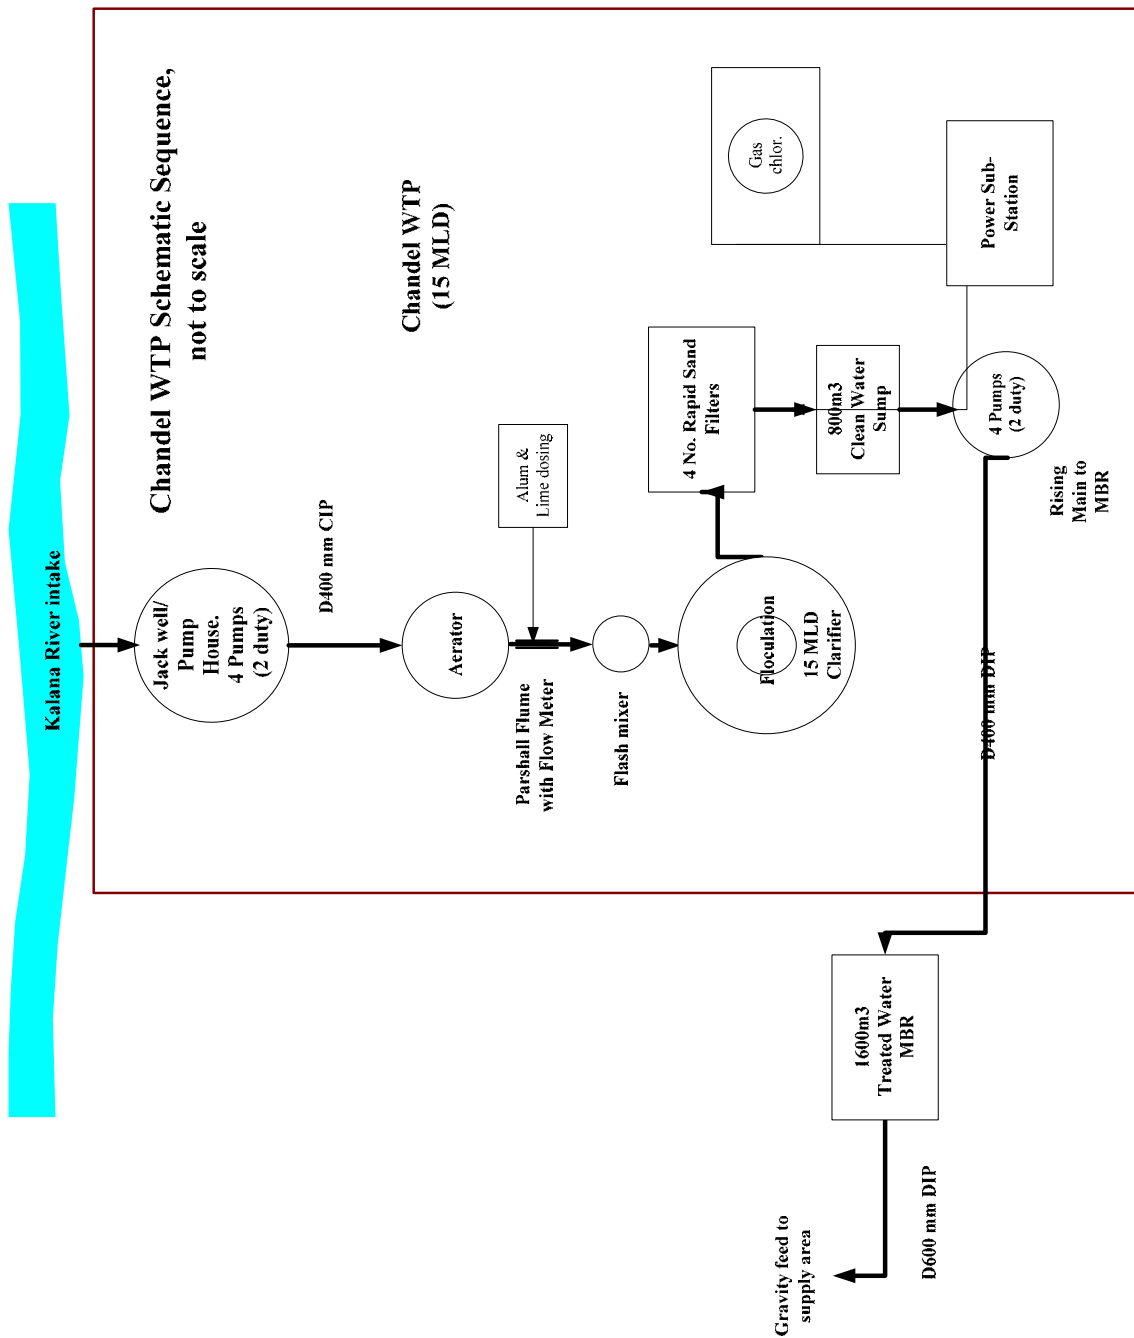 Kalana River intake
Chandel WTP Schematic Sequence,
not to scale
Jack well/
Pump
House.
4 Pumps
(2 duty)
D400 mm CIP
Chandel WTP
(15 MLD)
Aerator
Alum &
Lime dosing
Parshall Flume
with Flow Meter
Flash mixer
Floculation
15 MLD
Clarifier
4 No. Rapid Sand
Filters
Gas
chlor.
800m3
Clean Water
Sump
Power Sub-
Station
4 Pumps
(2 duty)
Rising
Main to
MBR
D400 mm DIP
1600m3
Treated Water
MBR
D600 mm DIP
Gravity feed to
supply area